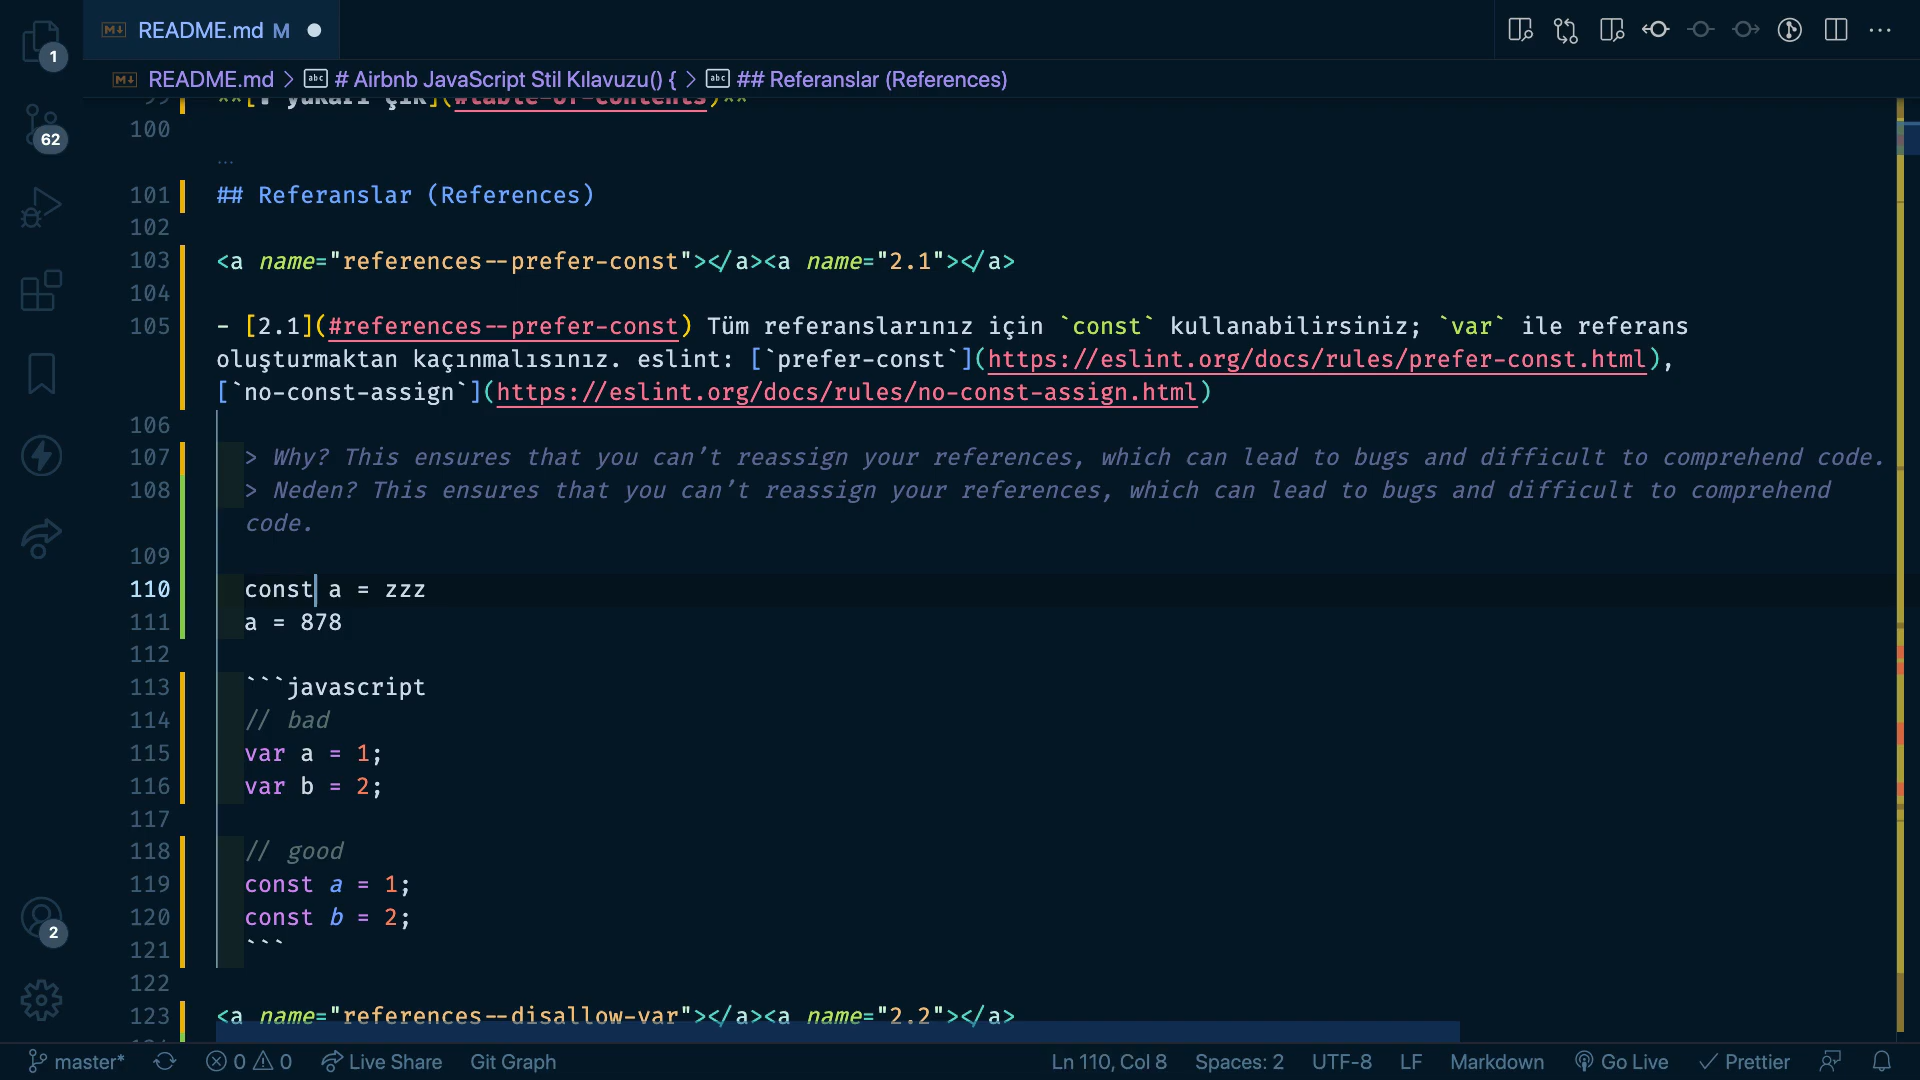 README.md M
README.md > # Airbnb JavaScript Stil Kılavuzu() { > ## Referanslar (References)
1
62
2
99 **[⬆ yukarı çık](#table-of-contents)**
100
...
101 ## Referanslar (References)
102
103 <a name="references--prefer-const"></a><a name="2.1"></a>
104
105 - [2.1](#references--prefer-const) Tüm referanslarınız için `const` kullanabilirsiniz; `var` ile referans
oluşturmaktan kaçınmalısınız. eslint: [`prefer-const`](https://eslint.org/docs/rules/prefer-const.html),
[`no-const-assign`](https://eslint.org/docs/rules/no-const-assign.html)
106
107 > Why? This ensures that you can’t reassign your references, which can lead to bugs and difficult to comprehend code.
108 > Neden? This ensures that you can’t reassign your references, which can lead to bugs and difficult to comprehend
code.
109
110 const a = zzz
111 a = 878
112
113 ```javascript
114 // bad
115 var a = 1;
116 var b = 2;
117
118 // good
119 const a = 1;
120 const b = 2;
121 ```
122
123 <a name="references--disallow-var"></a><a name="2.2"></a>
master* 0 0 Live Share Git Graph Ln 110, Col 8 Spaces: 2 UTF-8 LF Markdown Go Live Prettier